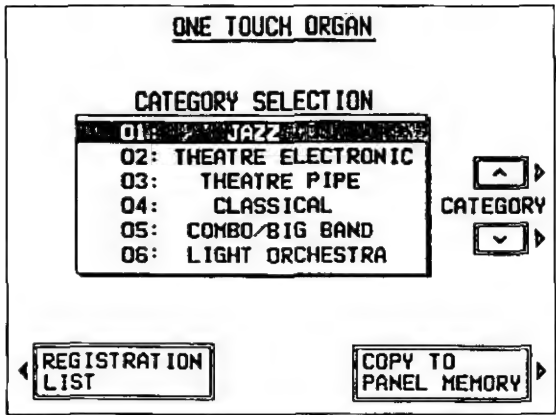 ONE TOUCH ORGAN
CATEGORY SELECTION
01: JAZZ
02: THEATRE ELECTRONIC
03: THEATRE PIPE
04: CLASSICAL
CATEGORY
05: COMBO/BIG BAND
06: LIGHT ORCHESTRA
REGISTRATION
LIST
COPY TO
PANEL MEMORY